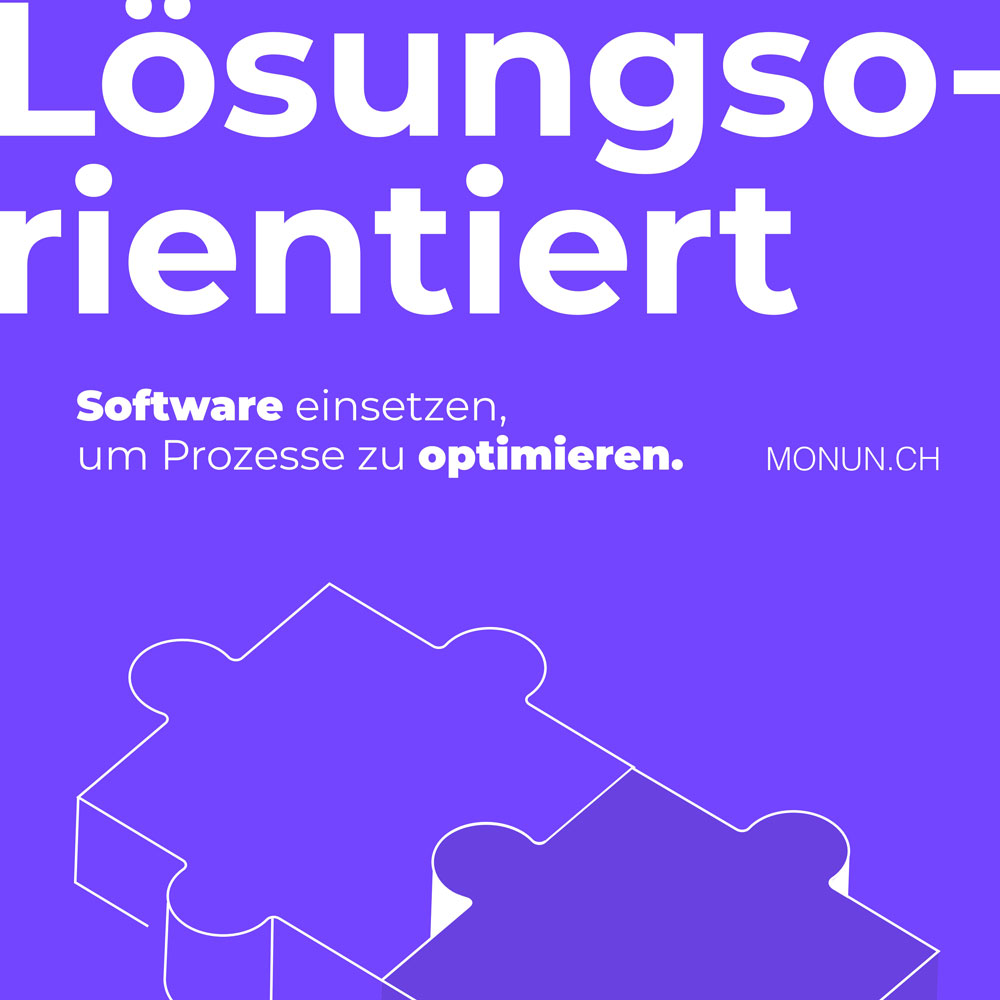 Lösungso-
rientiert
Software einsetzen,
um Prozesse zu optimieren.
MONUN.CH